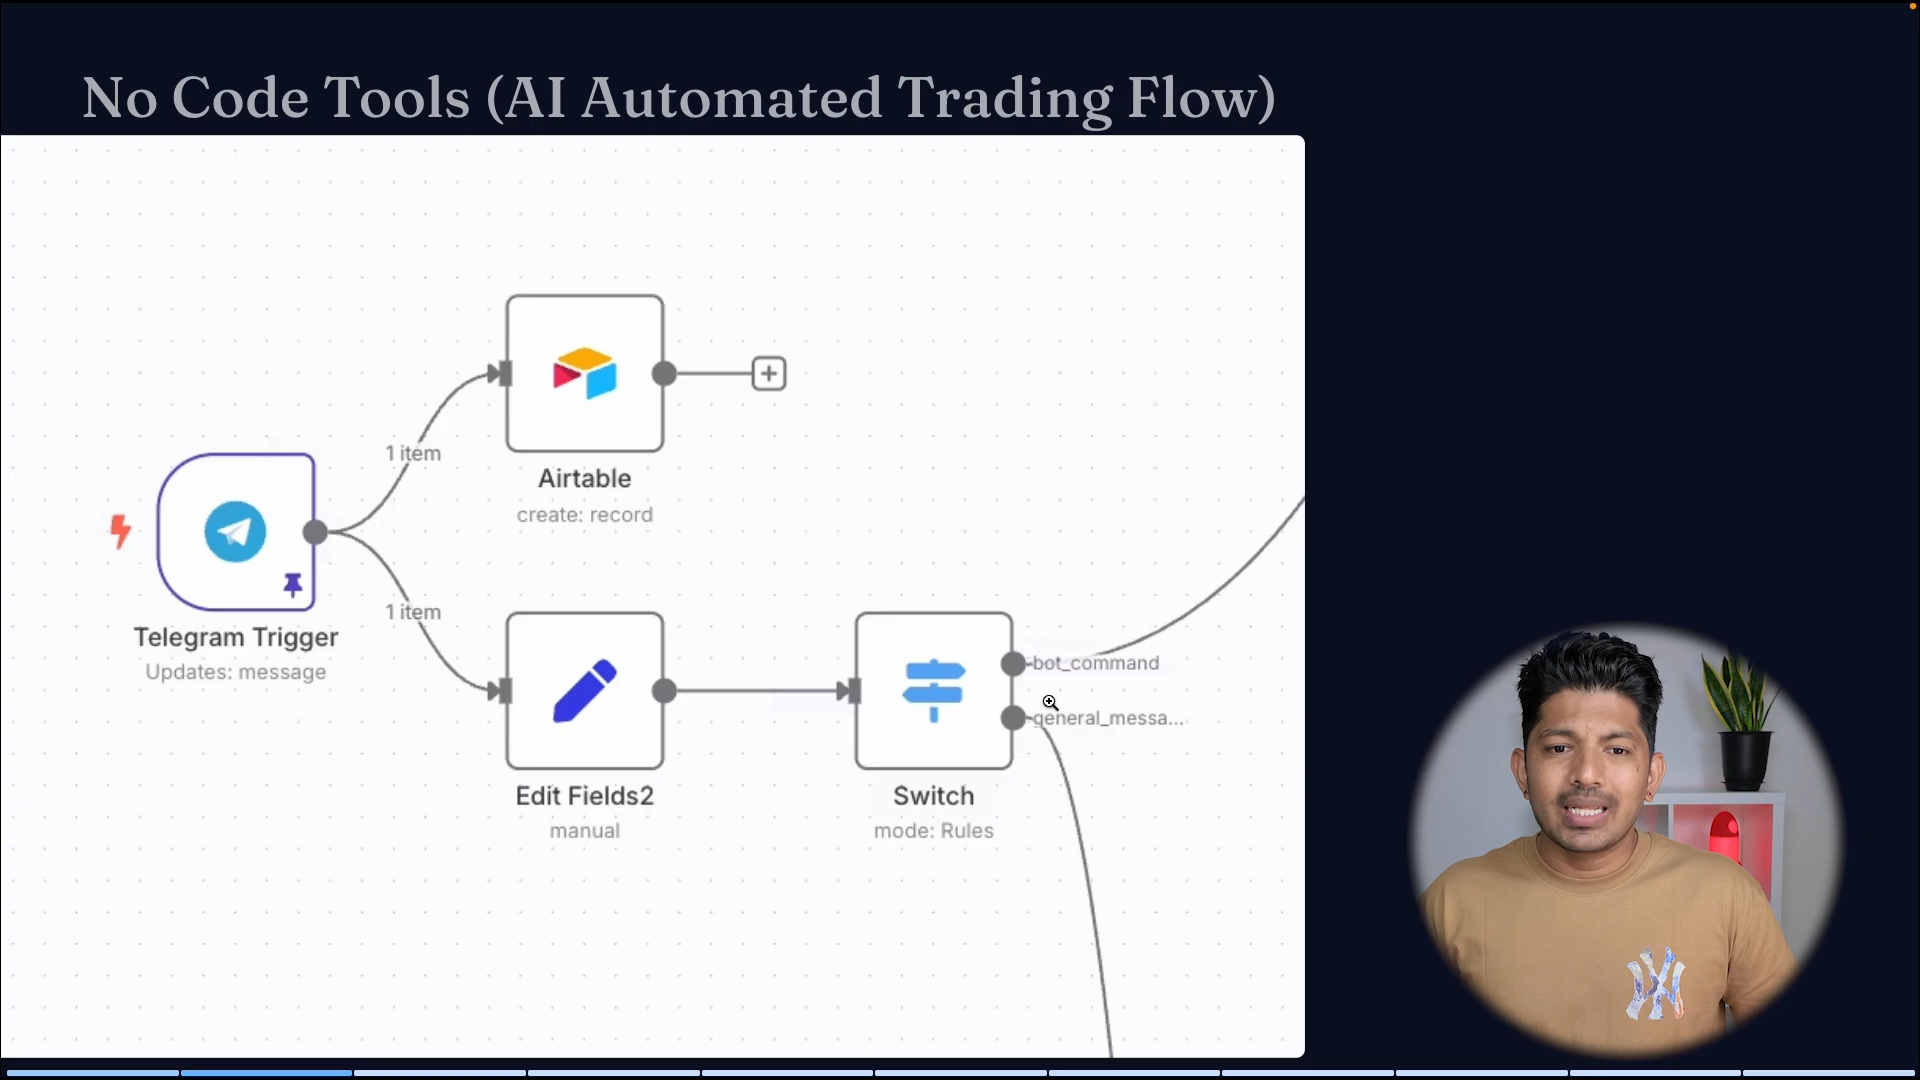 No Code Tools (AI Automated Trading Flow)
1 item
Airtable
create: record
1 item
Telegram Trigger
Updates: message
bot_command
general_messa...
Edit Fields2
manual
Switch
mode: Rules
NY